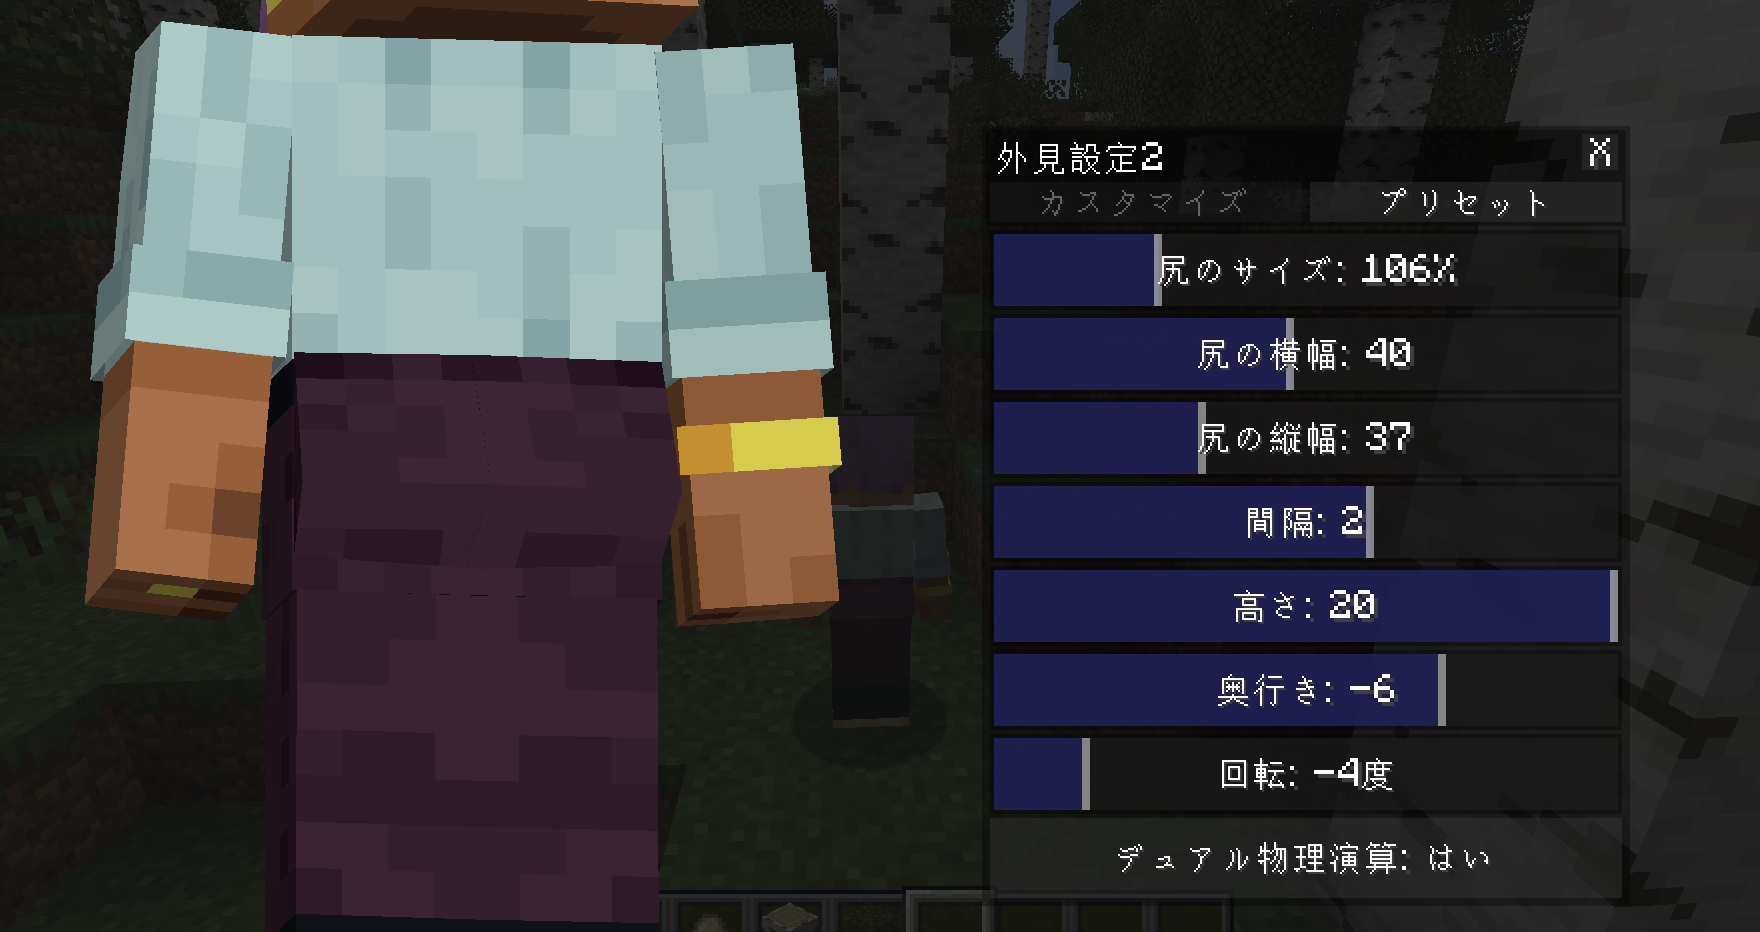 外見設定2
X
カスタマイズ
プリセット
尻のサイズ: 106%
尻の横幅: 40
尻の縦幅: 37
間隔: 2
高さ: 20
奥行き: -6
回転: -4度
デュアル物理演算: はい